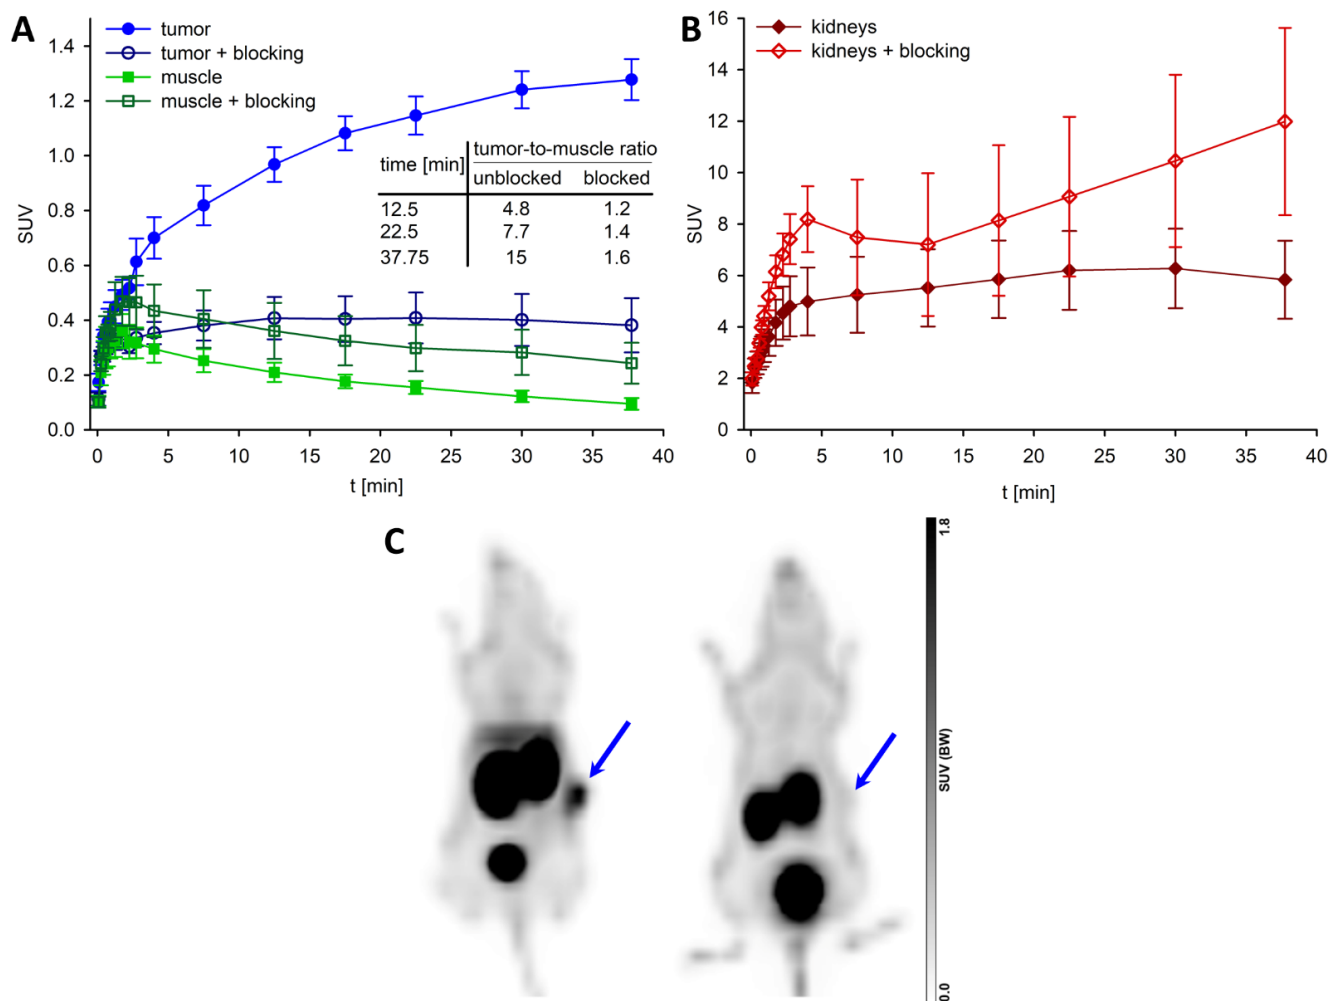 A
tumor
tumor + blocking
muscle
muscle + blocking
1.4
1.2
1.0
0.8
0.6
0.4
0.2
0.0
SUV
0 5 10 15 20 25 30 35 40
t [min]
tumor-to-muscle ratio
time [min] unblocked blocked
12.5 4.8 1.2
22.5 7.7 1.4
37.75 15 1.6
B
kidneys
kidneys + blocking
16
14
12
10
8
6
4
2
0
SUV
0 5 10 15 20 25 30 35 40
t [min]
C
1.8
SUV (BW)
0.0